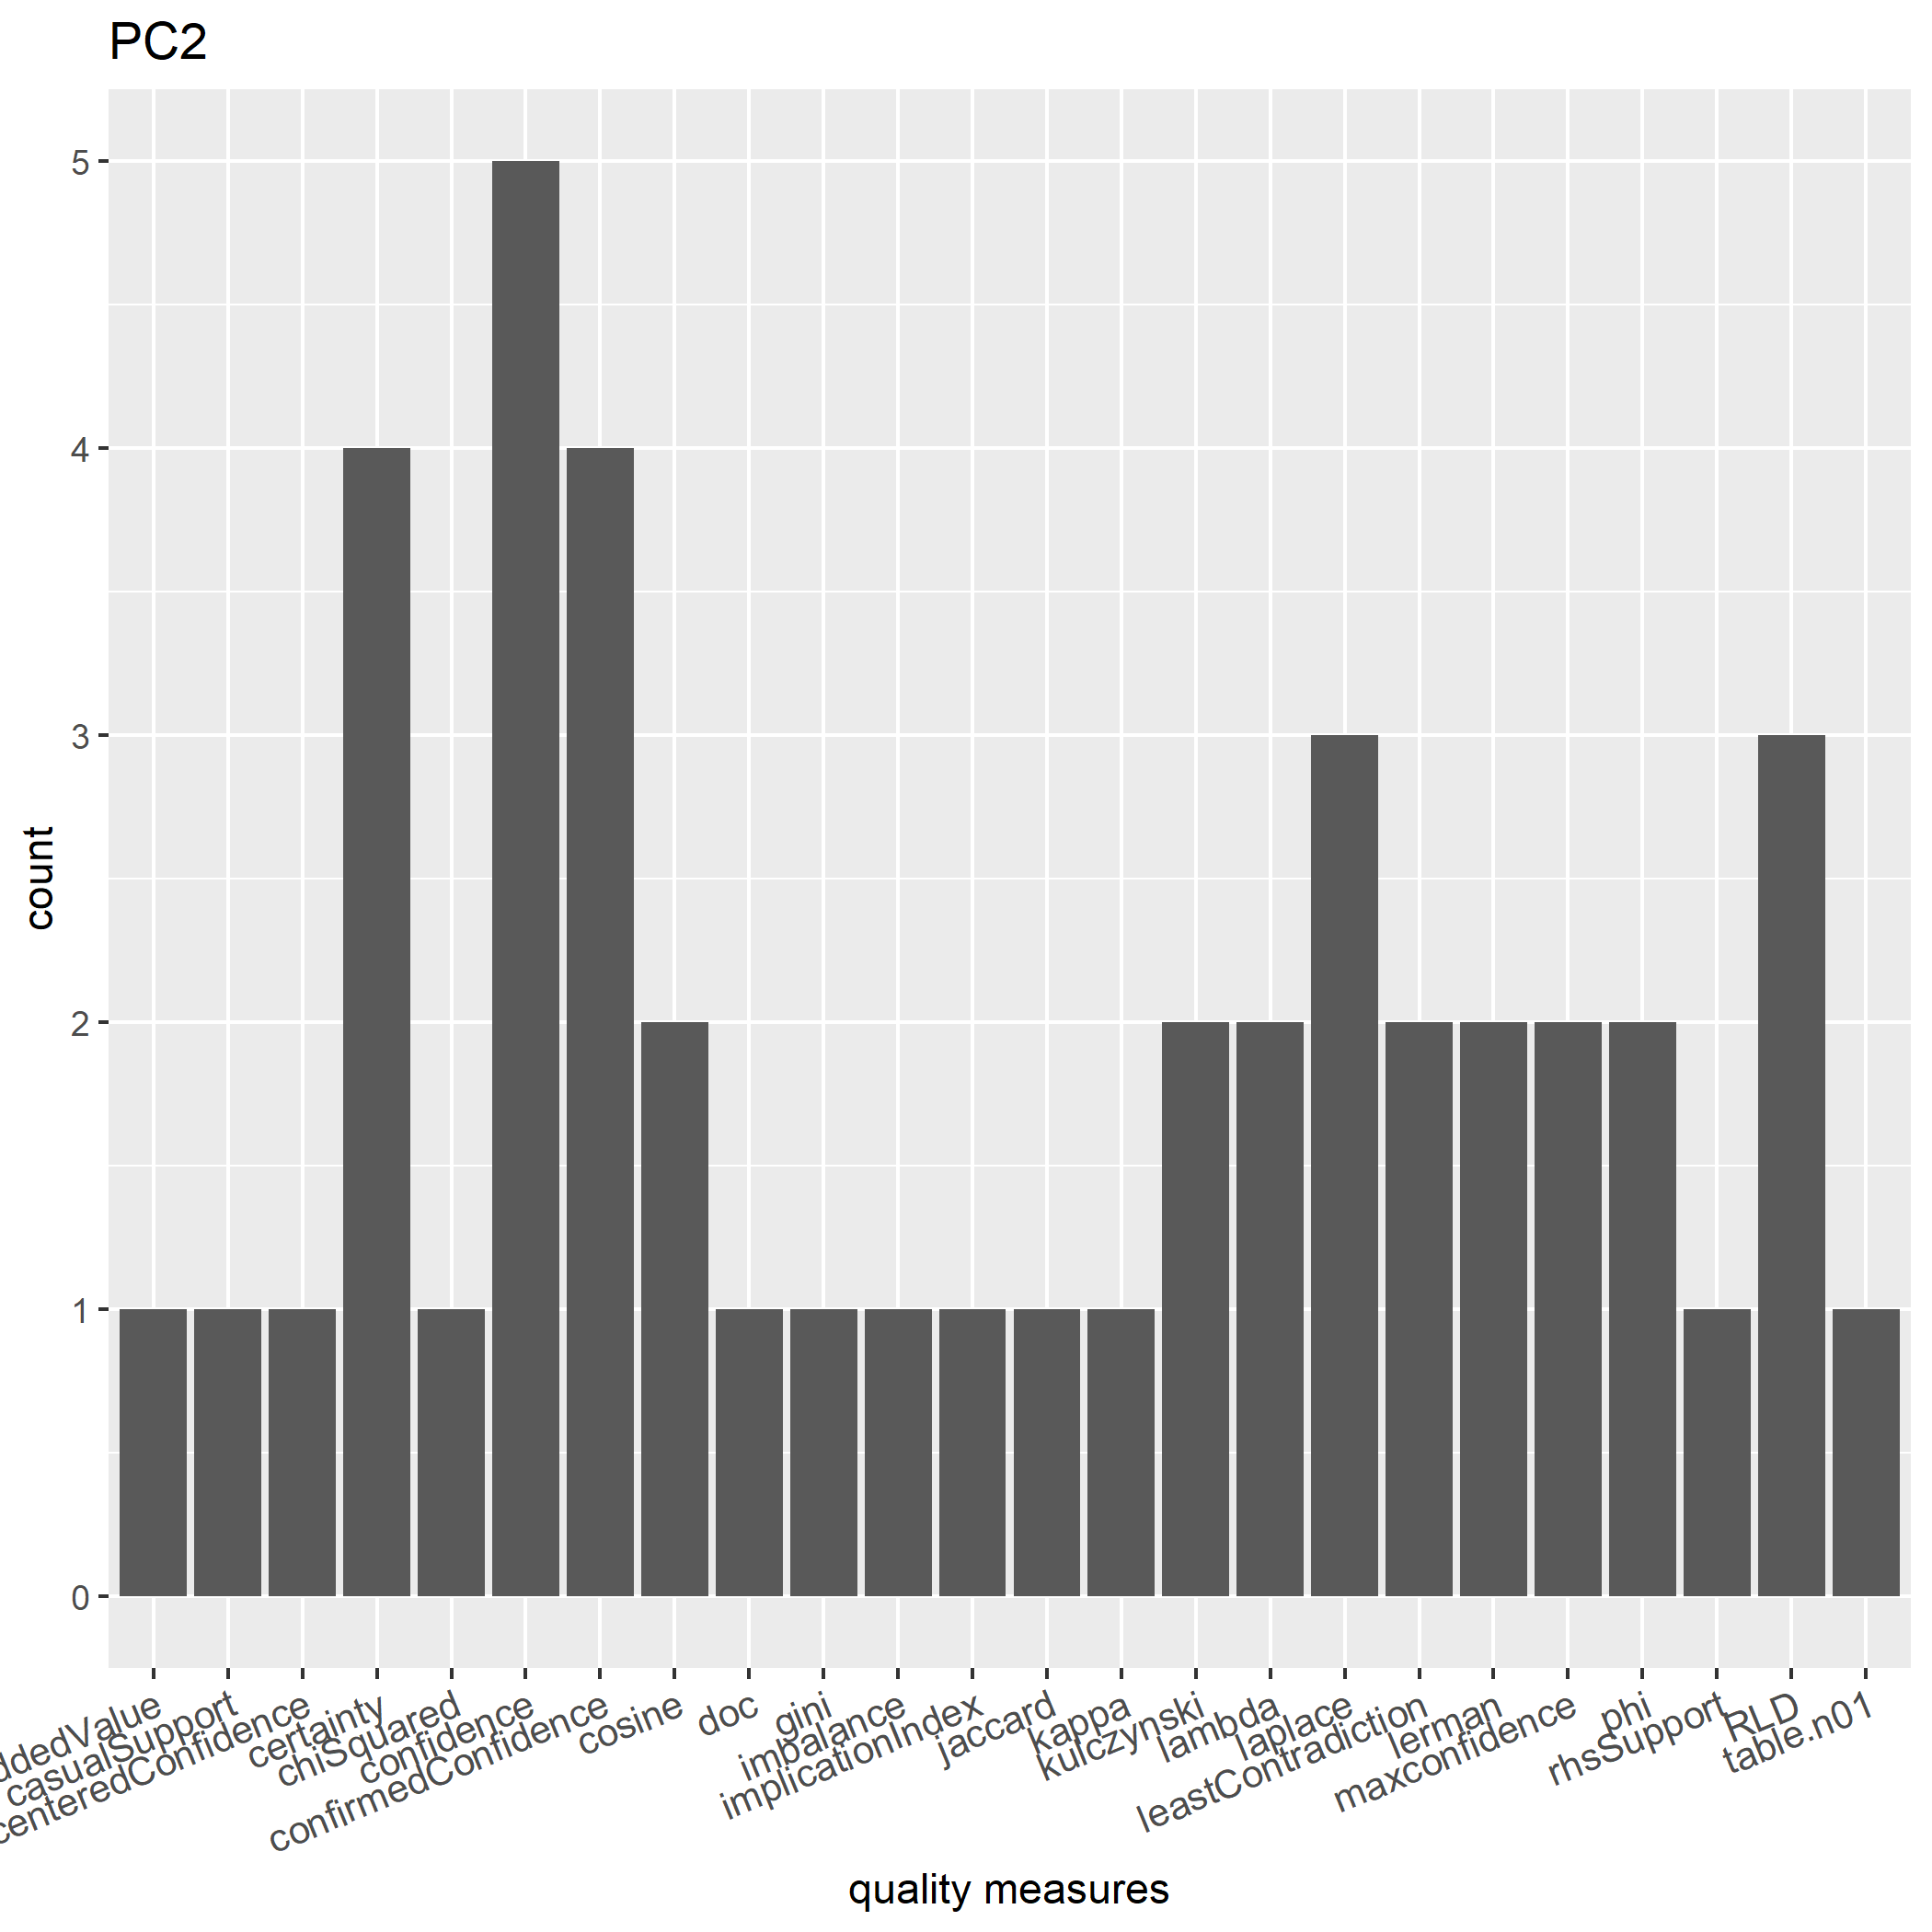 PC2
5
4
3
2
1
0
count
ddedValue
casualSupport
centeredConfidence
certainty
chiSquared
confidence
confirmedConfidence
cosine
doc
gini
imbalance
implicationIndex
jaccard
kappa
kulczynski
lambda
laplace
leastContradiction
lerman
maxconfidence
phi
rhsSupport
RLD
table.n01
quality measures